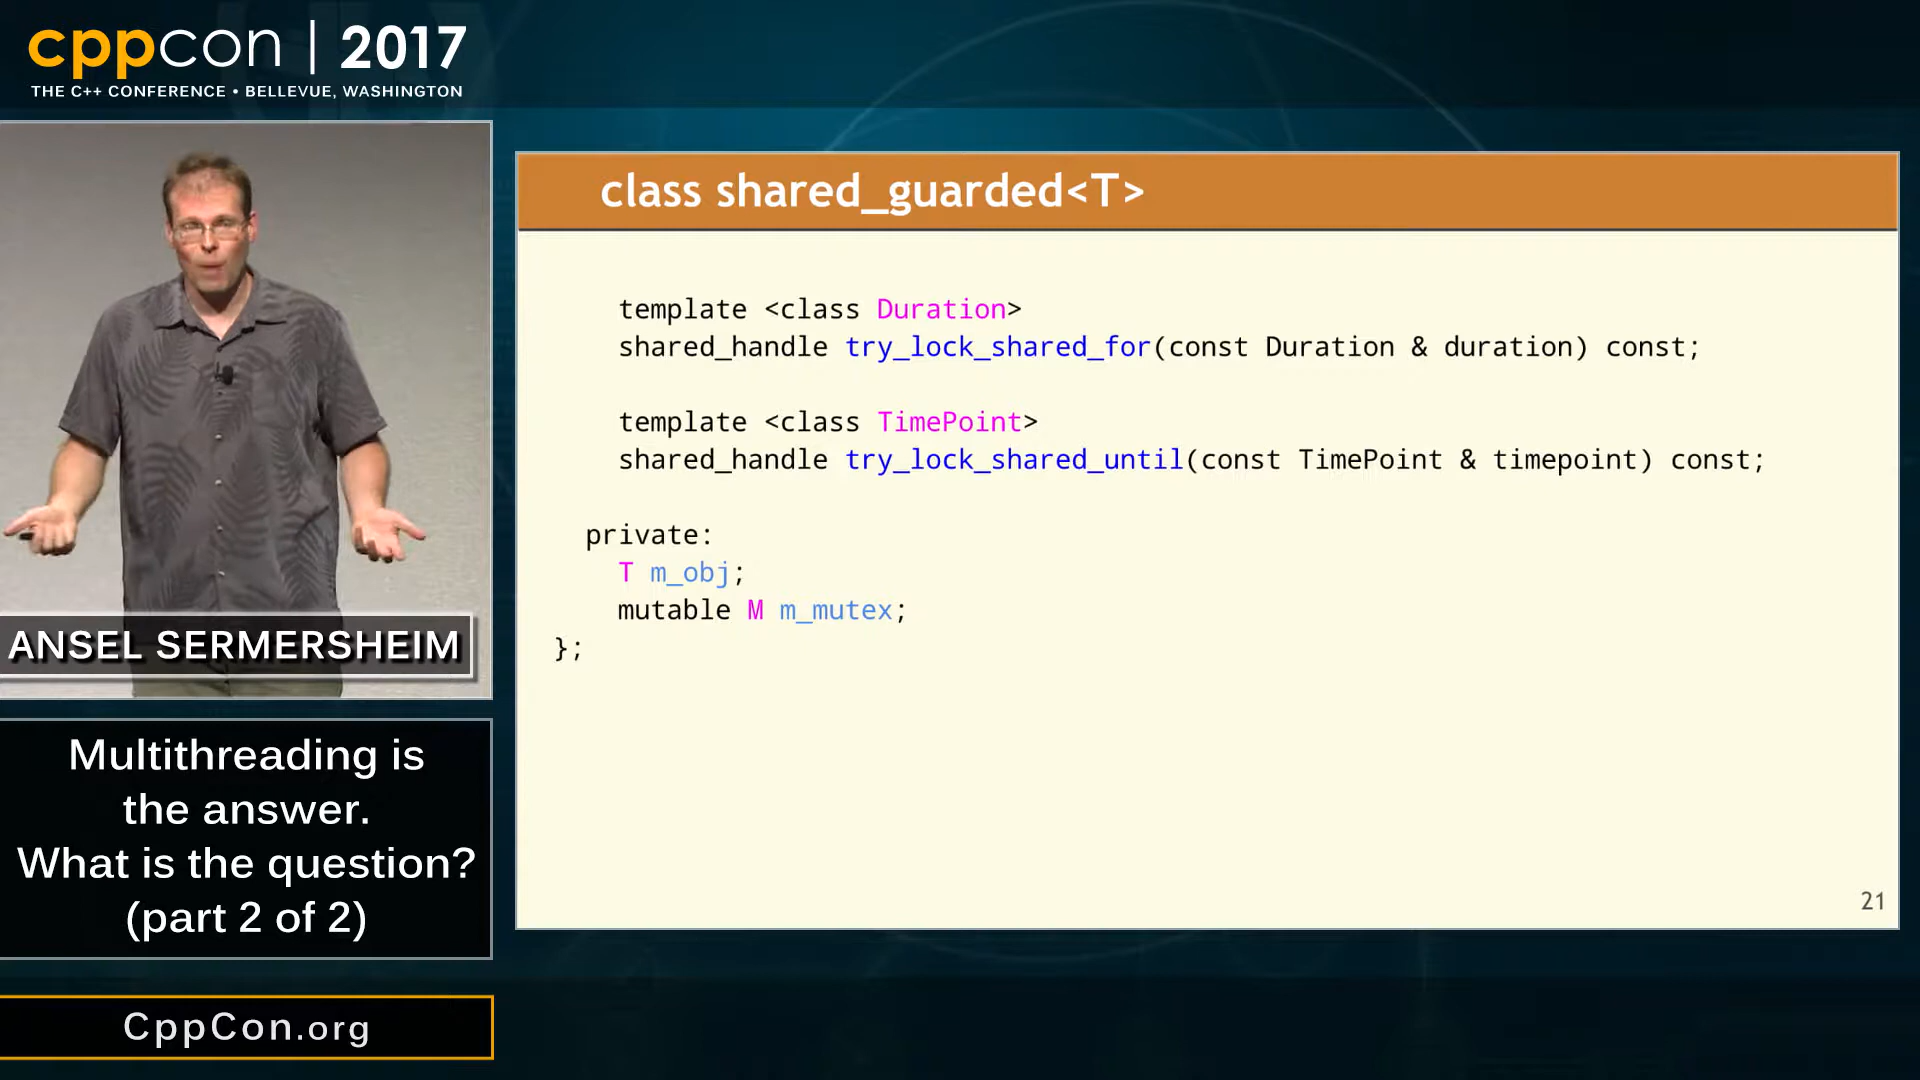 cppcon | 2017
THE C++ CONFERENCE • BELLEVUE, WASHINGTON
class shared_guarded<T>
template <class Duration>
shared_handle try_lock_shared_for(const Duration & duration) const;
template <class TimePoint>
shared_handle try_lock_shared_until(const TimePoint & timepoint) const;
private:
T m_obj;
mutable M m_mutex;
};
21
ANSEL SERMERSHEIM
Multithreading is
the answer.
What is the question?
(part 2 of 2)
CppCon.org